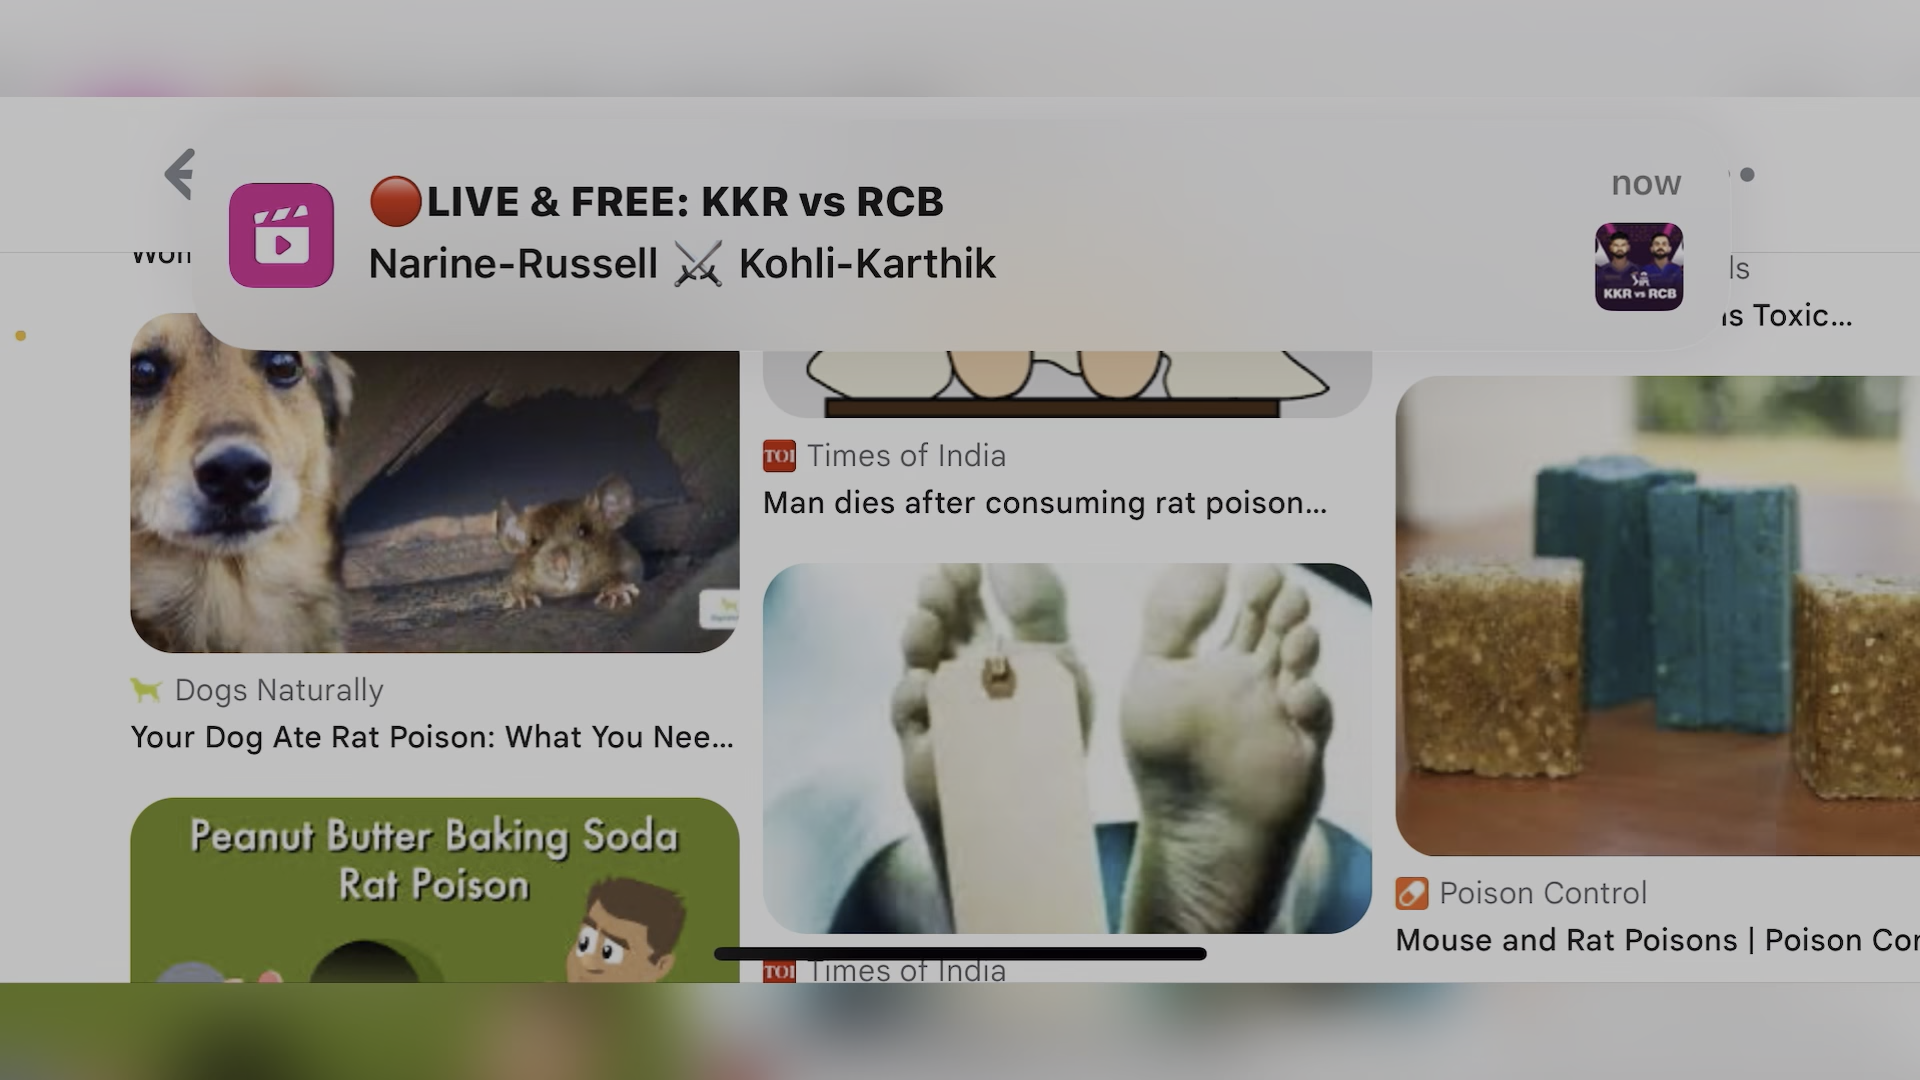 🔴LIVE & FREE: KKR vs RCB
Narine-Russell ⚔️ Kohli-Karthik
now
KKR vs RCB
ls
s Toxic...
TOI Times of India
Man dies after consuming rat poison...
Dogs Naturally
Your Dog Ate Rat Poison: What You Nee...
Peanut Butter Baking Soda
Rat Poison
Poison Control
Mouse and Rat Poisons | Poison Co
TOI Times of India